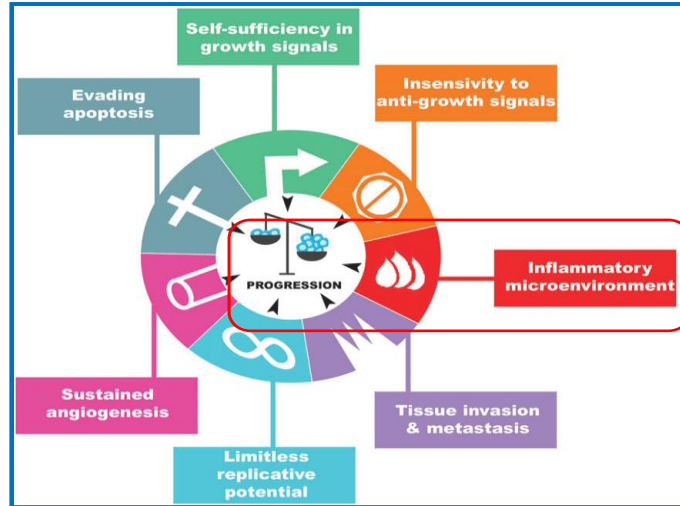 Self-sufficiency in
growth signals
Evading
apoptosis
Insensivity to
anti-growth signals
PROGRESSION
Inflammatory
microenvironment
Sustained
angiogenesis
Tissue invasion
& metastasis
Limitless
replicative
potential